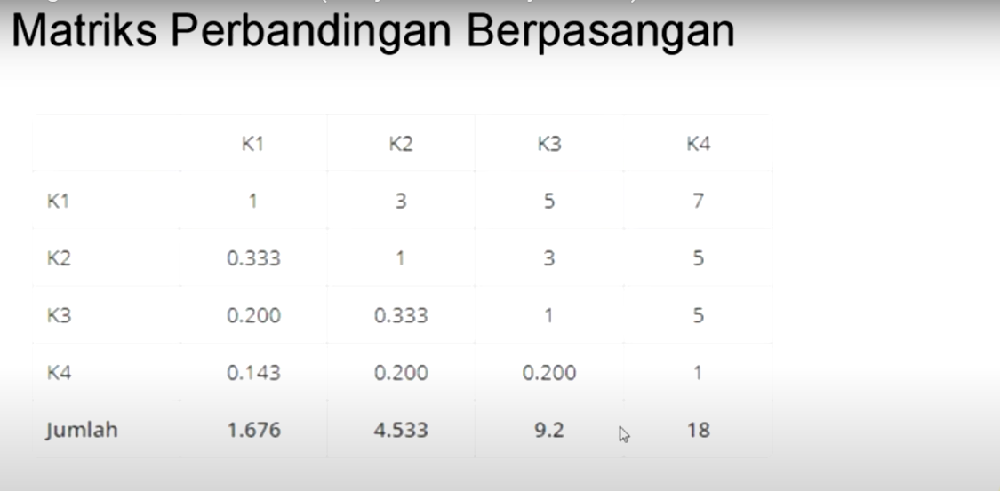 Matriks Perbandingan Berpasangan
K1 K2 K3 K4
K1 1 3 5 7
K2 0.333 1 3 5
K3 0.200 0.333 1 5
K4 0.143 0.200 0.200 1
Jumlah 1.676 4.533 9.2 18